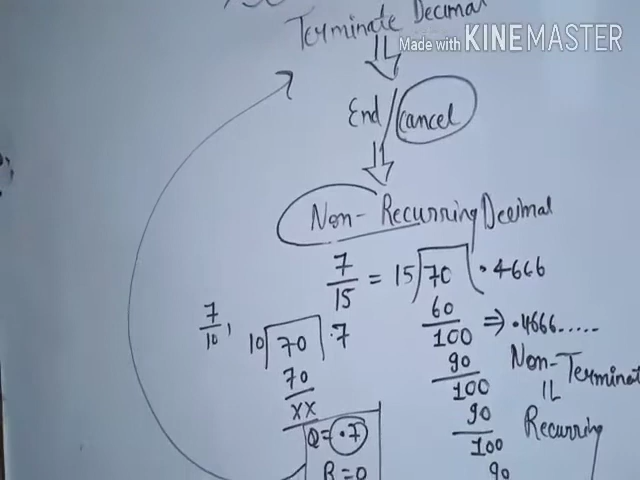 Terminate Decimal
Made with KINEMASTER
End/Cancel
Non-Recurring Decimal
7/15 = 15)70(.4666
60
100 ⇒ .4666.....
90
100
90
100
90
Non-Terminat
Recurring
7/10, 10)70(.7
70
xx
Q=.7
R=0